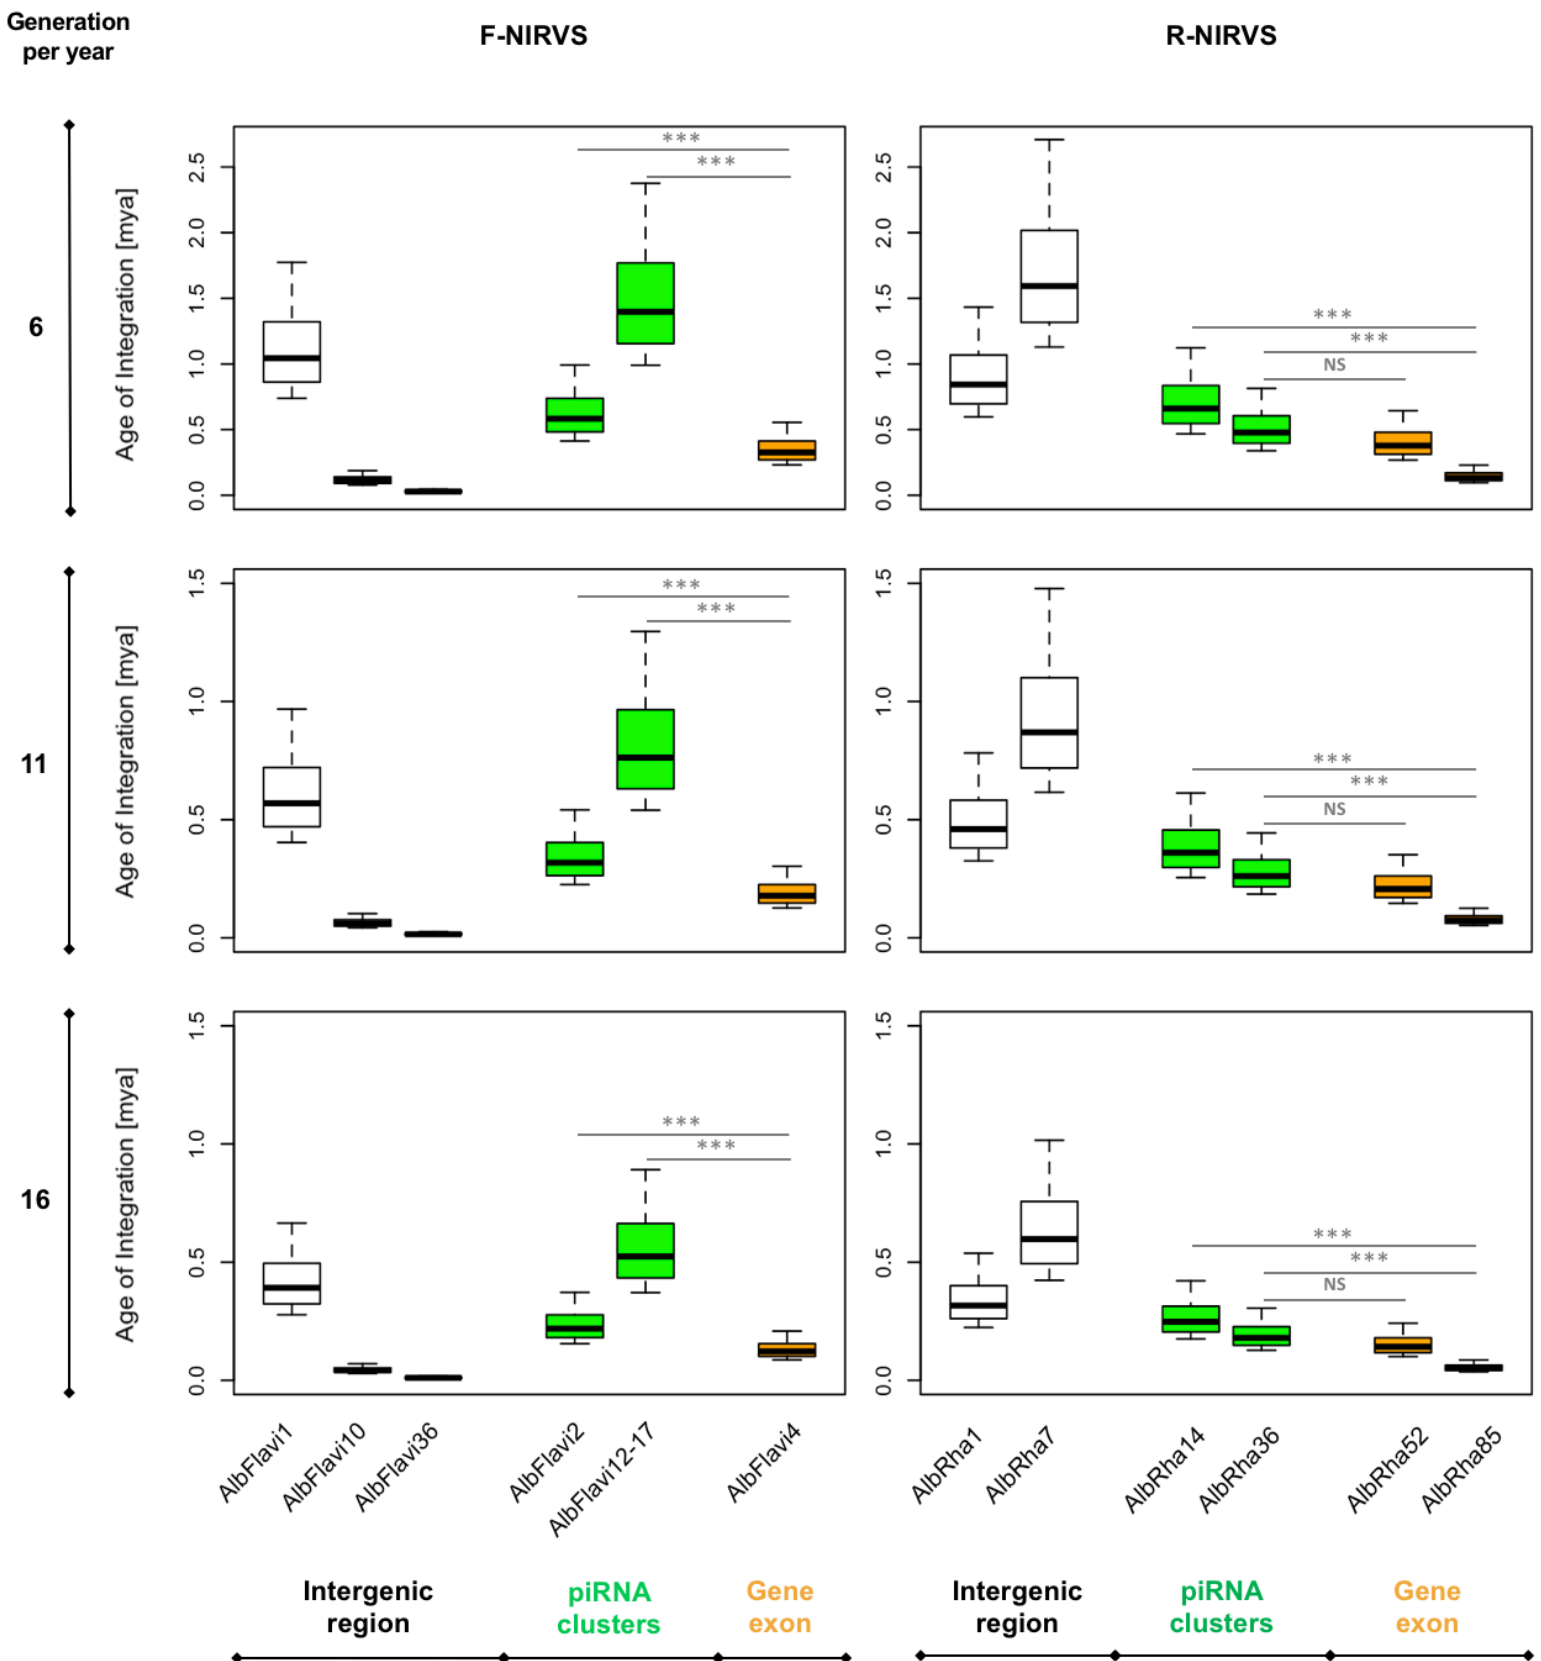 Generation
per year
F-NIRVS
R-NIRVS
6
Age of Integration [mya]
0.0 0.5 1.0 1.5 2.0 2.5
***
***
0.0 0.5 1.0 1.5 2.0 2.5
***
***
NS
11
Age of Integration [mya]
0.0 0.5 1.0 1.5
***
***
0.0 0.5 1.0 1.5
***
***
NS
16
Age of Integration [mya]
0.0 0.5 1.0 1.5
***
***
0.0 0.5 1.0 1.5
***
***
NS
AlbFlavi1
AlbFlavi10
AlbFlavi36
AlbFlavi2
AlbFlavi12-17
AlbFlavi4
AlbRha1
AlbRha7
AlbRha14
AlbRha36
AlbRha52
AlbRha85
Intergenic
region
piRNA
clusters
Gene
exon
Intergenic
region
piRNA
clusters
Gene
exon